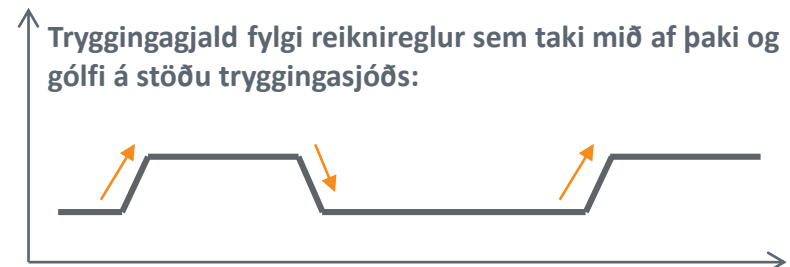 Tryggingagjald fylgi reiknireglur sem taki mið af þaki og
gólfi á stöðu tryggingasjóðs: